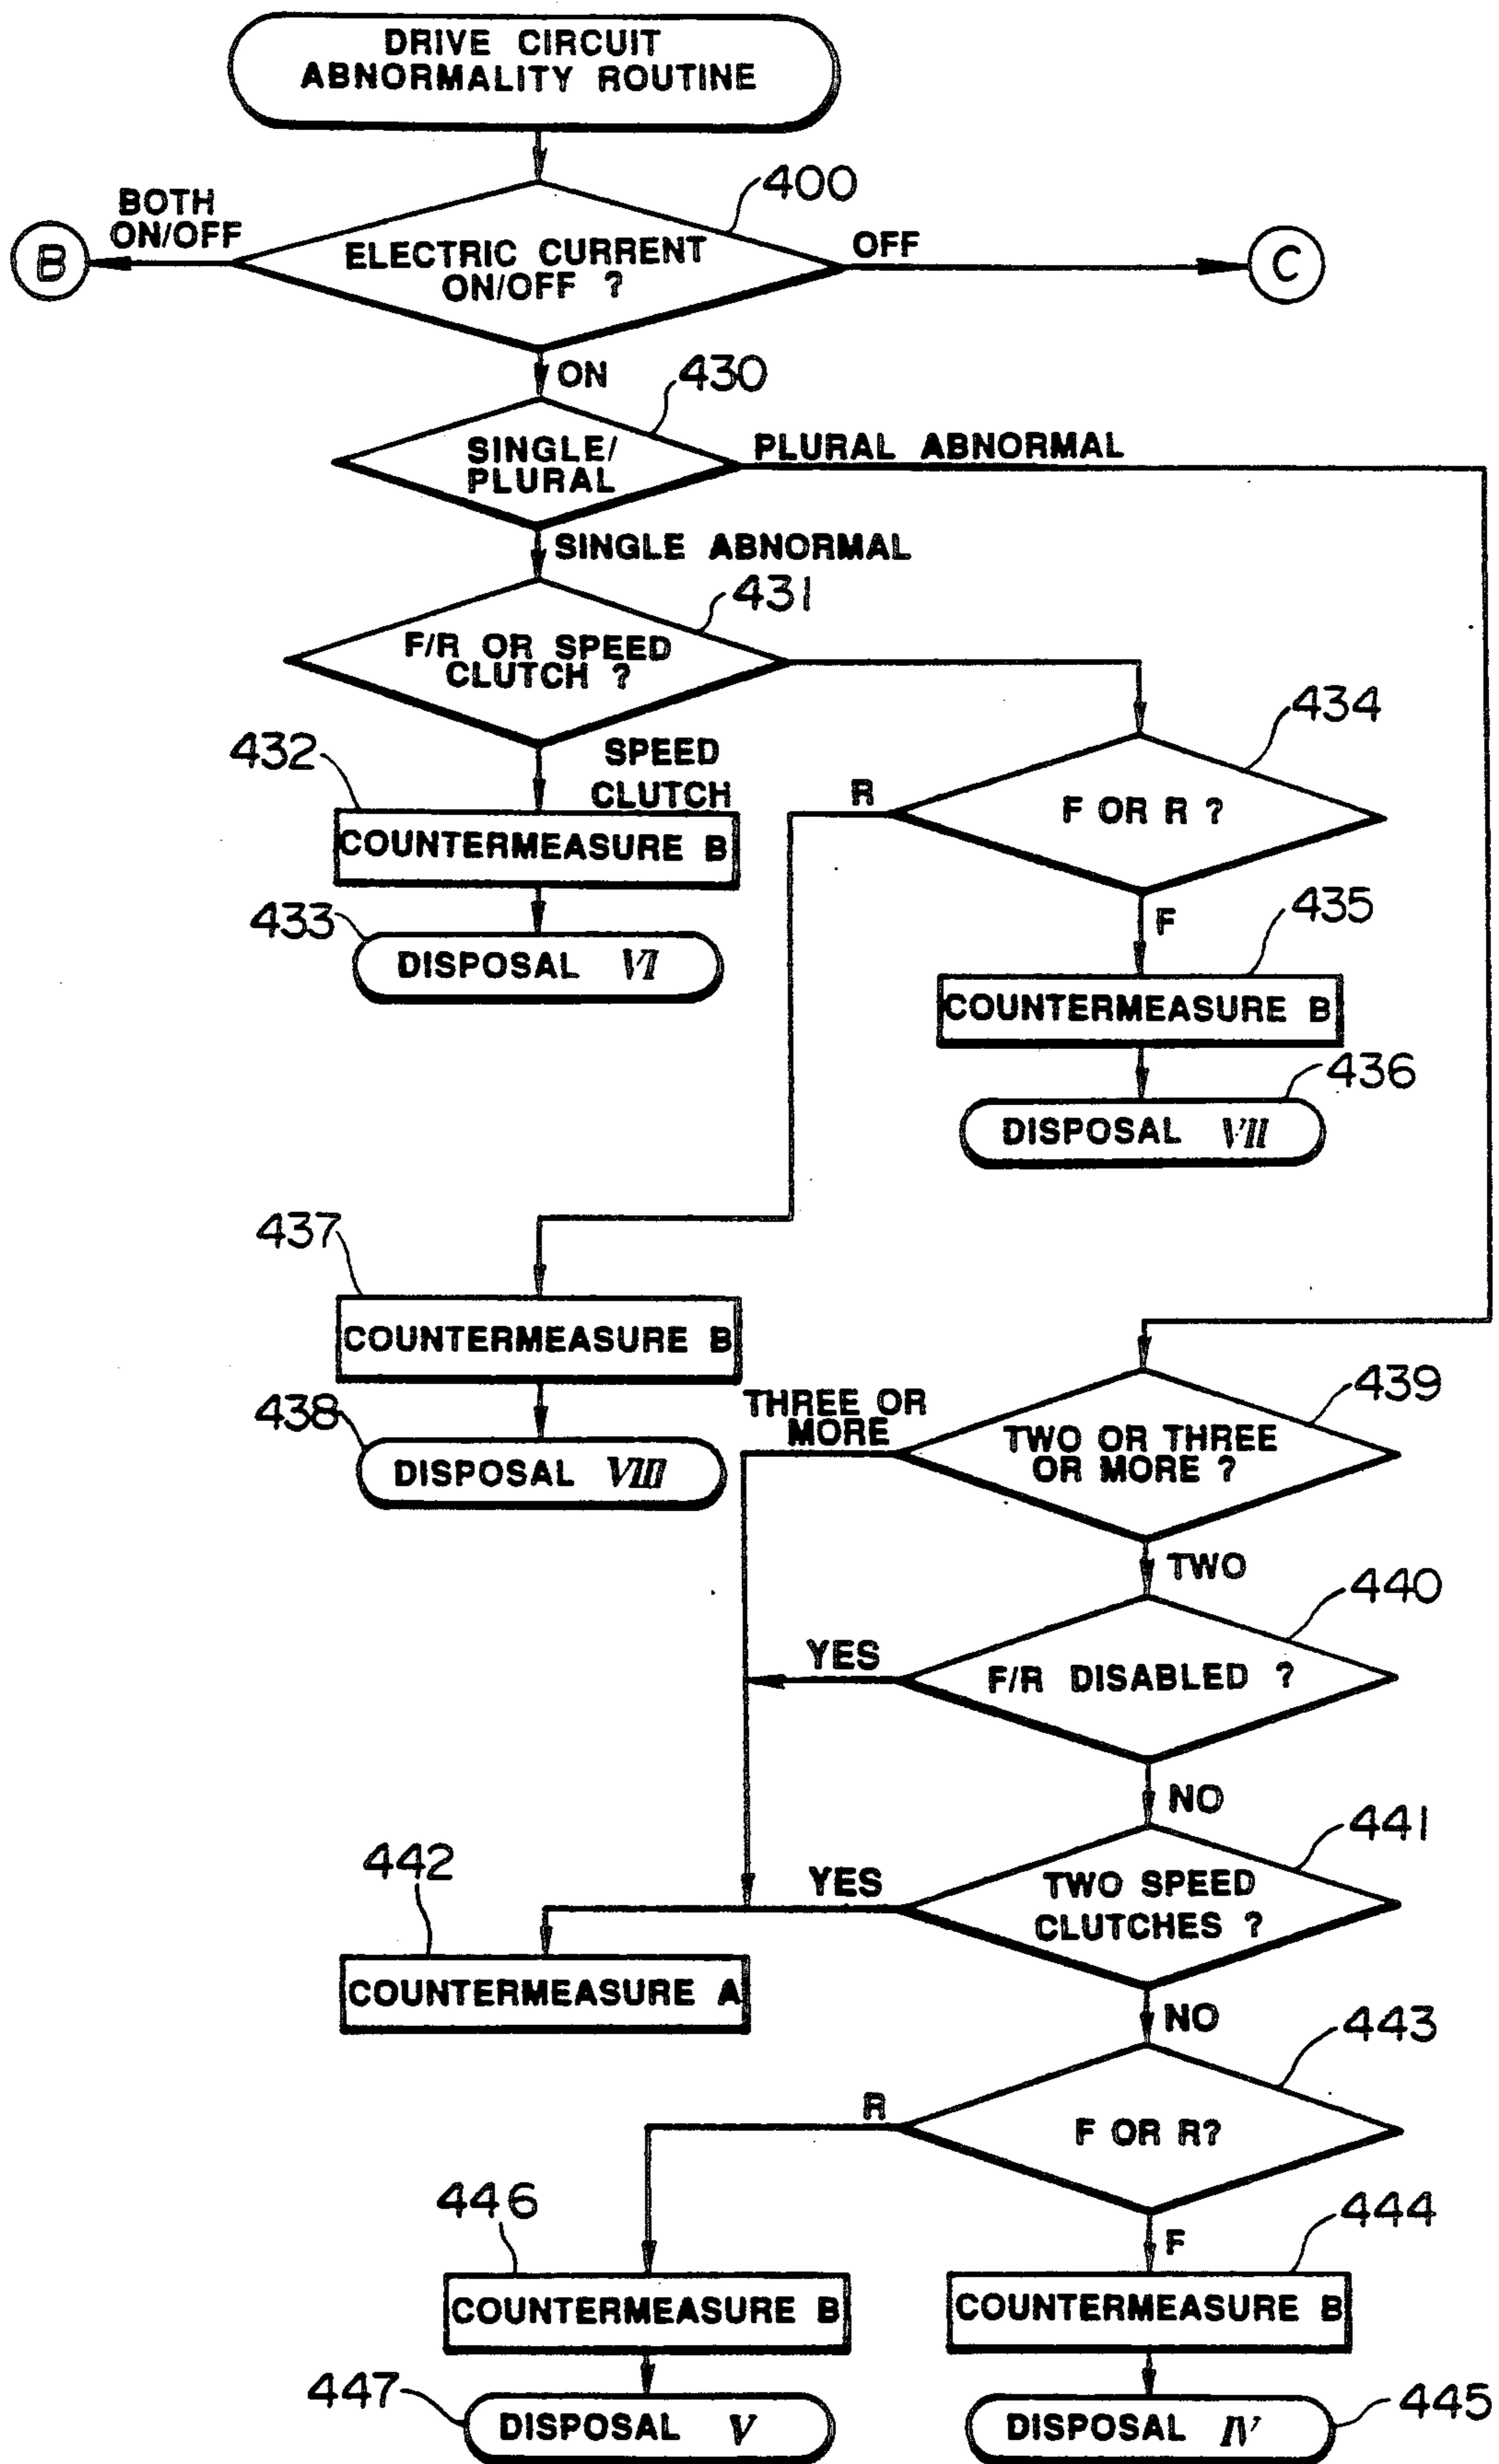 DRIVE CIRCUIT
ABNORMALITY ROUTINE
400
BOTH
ON/OFF
B
ELECTRIC CURRENT
ON/OFF ?
OFF
C
ON
430
SINGLE/
PLURAL
PLURAL ABNORMAL
SINGLE ABNORMAL
431
F/R OR SPEED
CLUTCH ?
434
432
SPEED
CLUTCH
R
F OR R ?
COUNTERMEASURE B
433
F
435
DISPOSAL VI
COUNTERMEASURE B
436
DISPOSAL VII
437
COUNTERMEASURE B
438
THREE OR
MORE
439
DISPOSAL VIII
TWO OR THREE
OR MORE ?
TWO
440
YES
F/R DISABLED ?
NO
441
442
YES
TWO SPEED
CLUTCHES ?
COUNTERMEASURE A
NO
443
R
F OR R?
446
444
F
COUNTERMEASURE B
COUNTERMEASURE B
447
445
DISPOSAL V
DISPOSAL IV